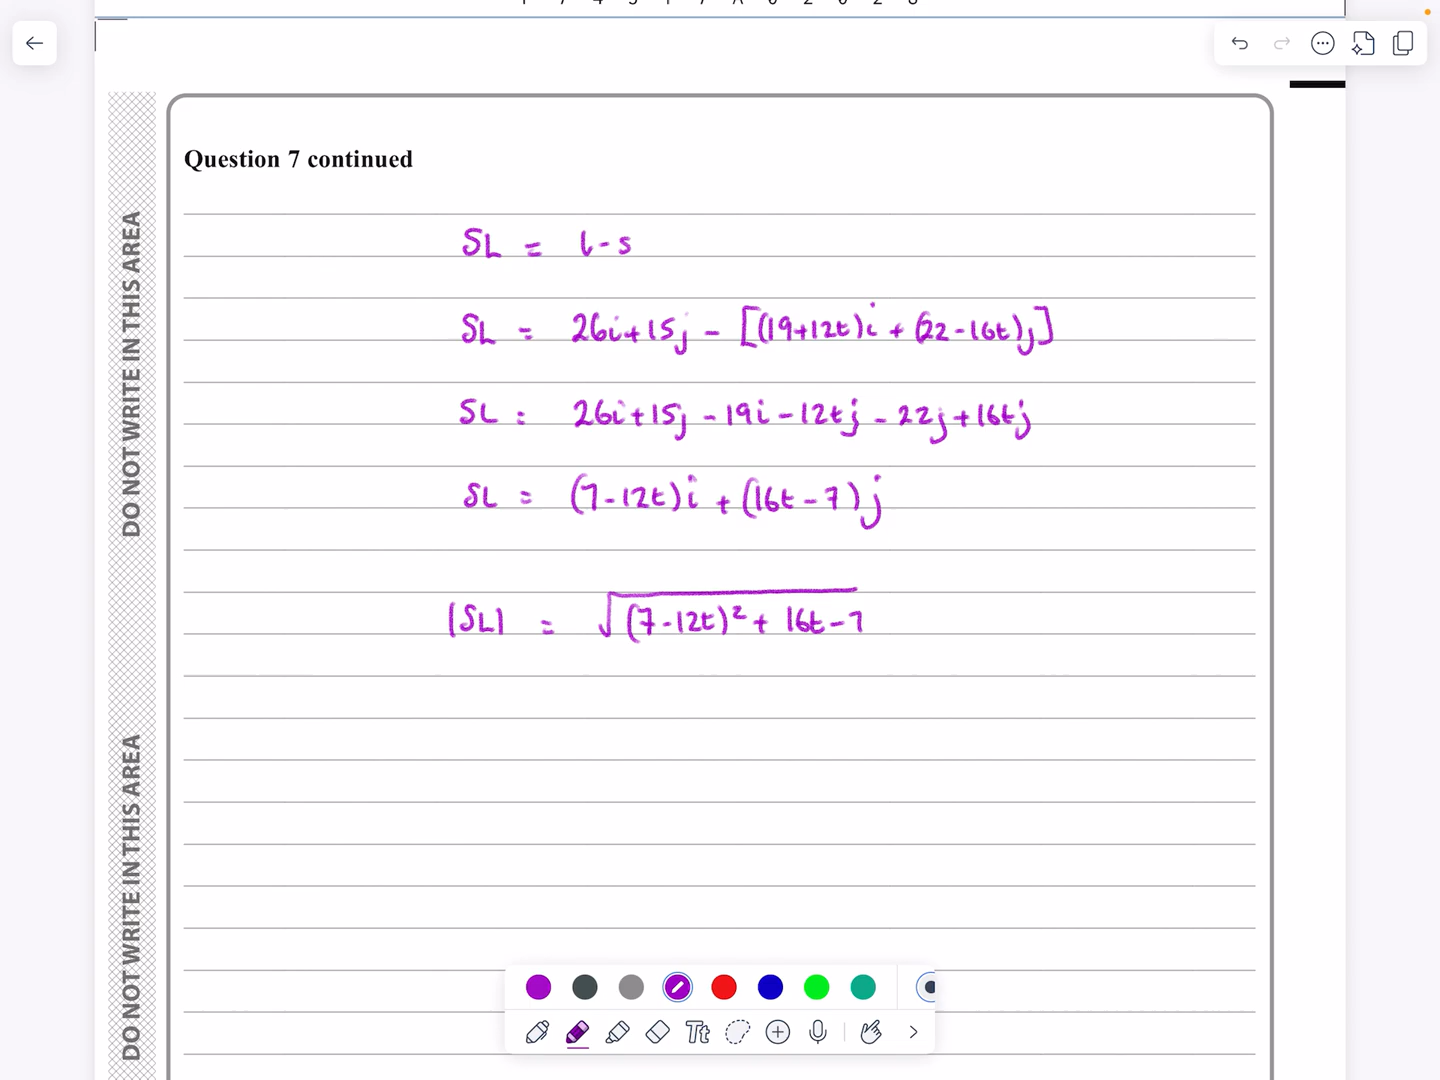 Question 7 continued
SL = l - s
SL = 26i + 15j - [(19+12t)i + (22-16t)j]
SL = 26i + 15j - 19i - 12tj - 22j + 16tj
SL = (7-12t)i + (16t-7)j
|SL| = √(7-12t)² + 16t - 7
DO NOT WRITE IN THIS AREA
DO NOT WRITE IN THIS AREA
Tt